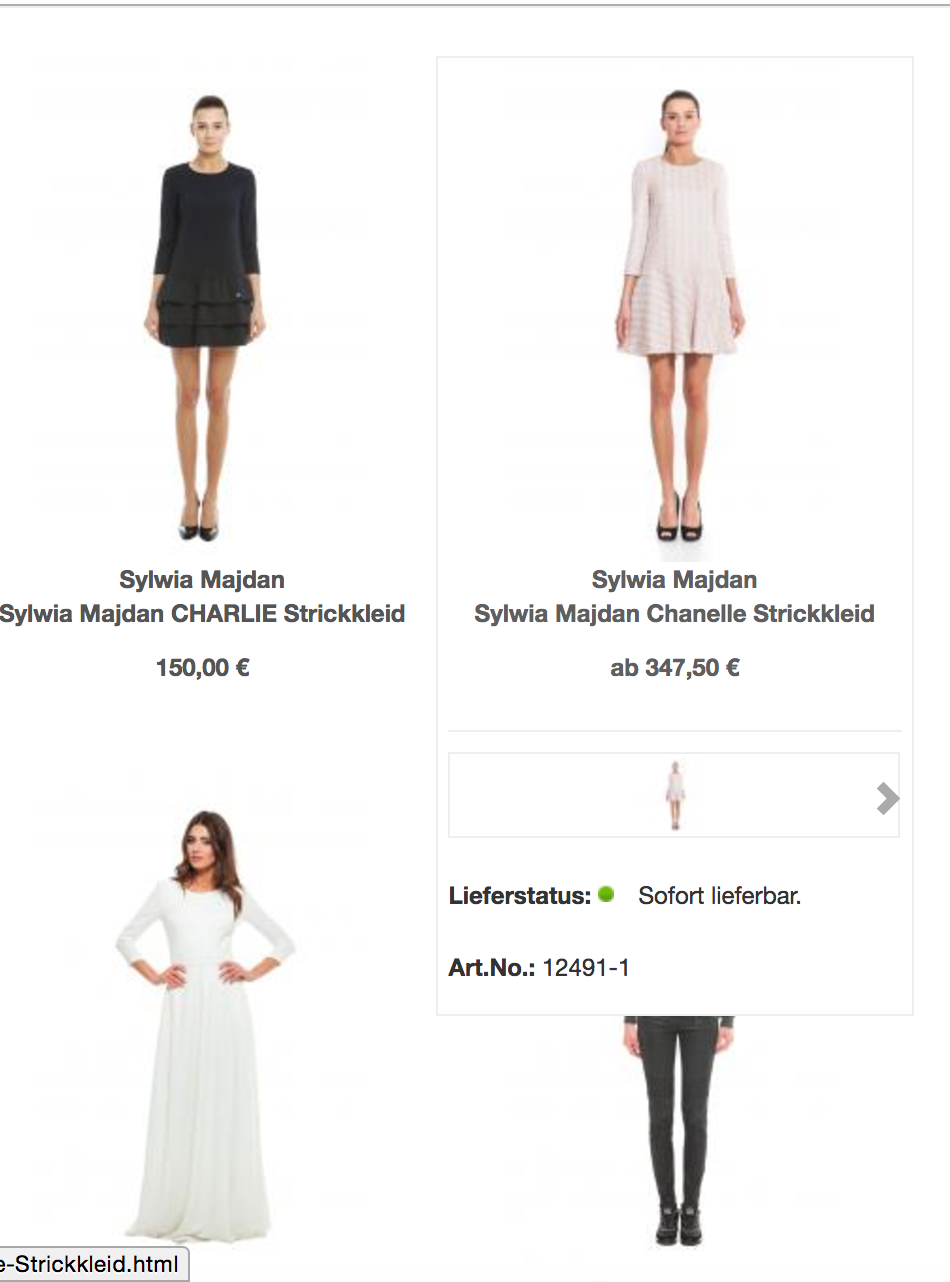 Sylwia Majdan
Sylwia Majdan CHARLIE Strickkleid
150,00 €
Sylwia Majdan
Sylwia Majdan Chanelle Strickkleid
ab 347,50 €
Lieferstatus: Sofort lieferbar.
Art.No.: 12491-1
e-Strickkleid.html